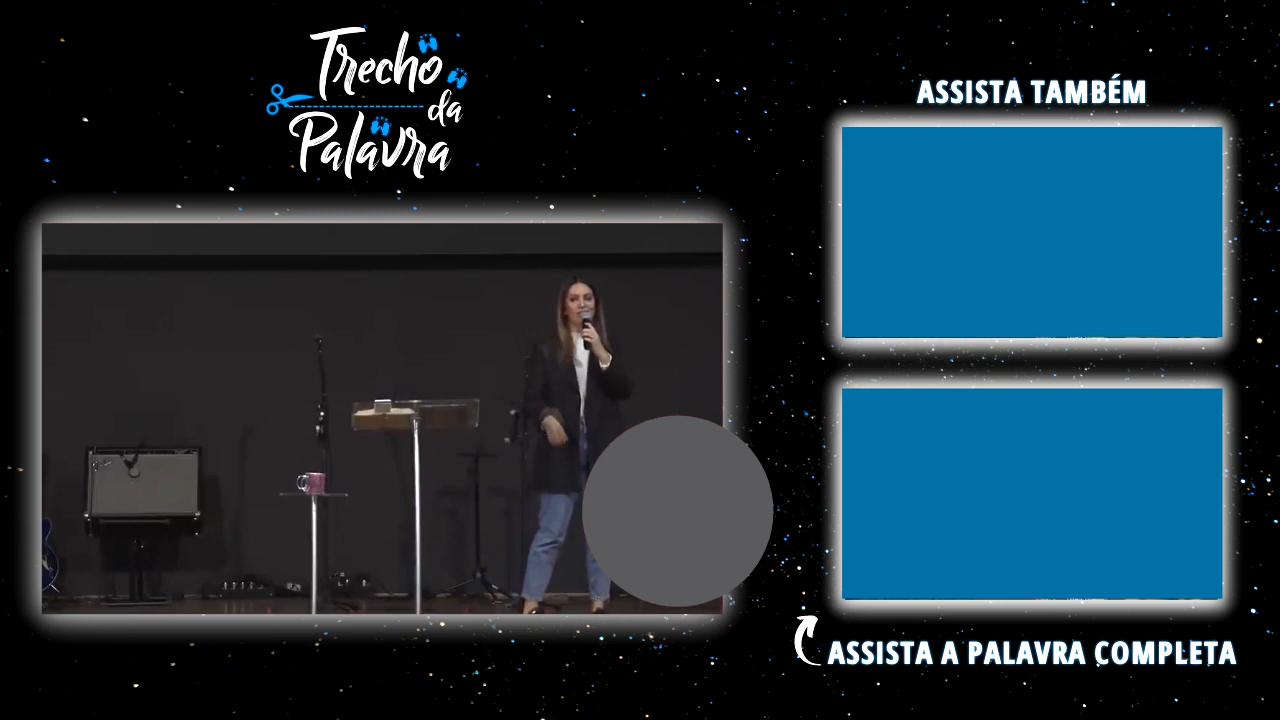 Trecho
da
Palavra
ASSISTA TAMBÉM
ASSISTA A PALAVRA COMPLETA